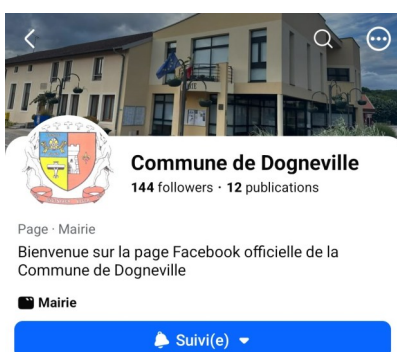 Commune de Dogneville
144 followers · 12 publications
Page · Mairie
Bienvenue sur la page Facebook officielle de la
Commune de Dogneville
Mairie
Suivi(e)